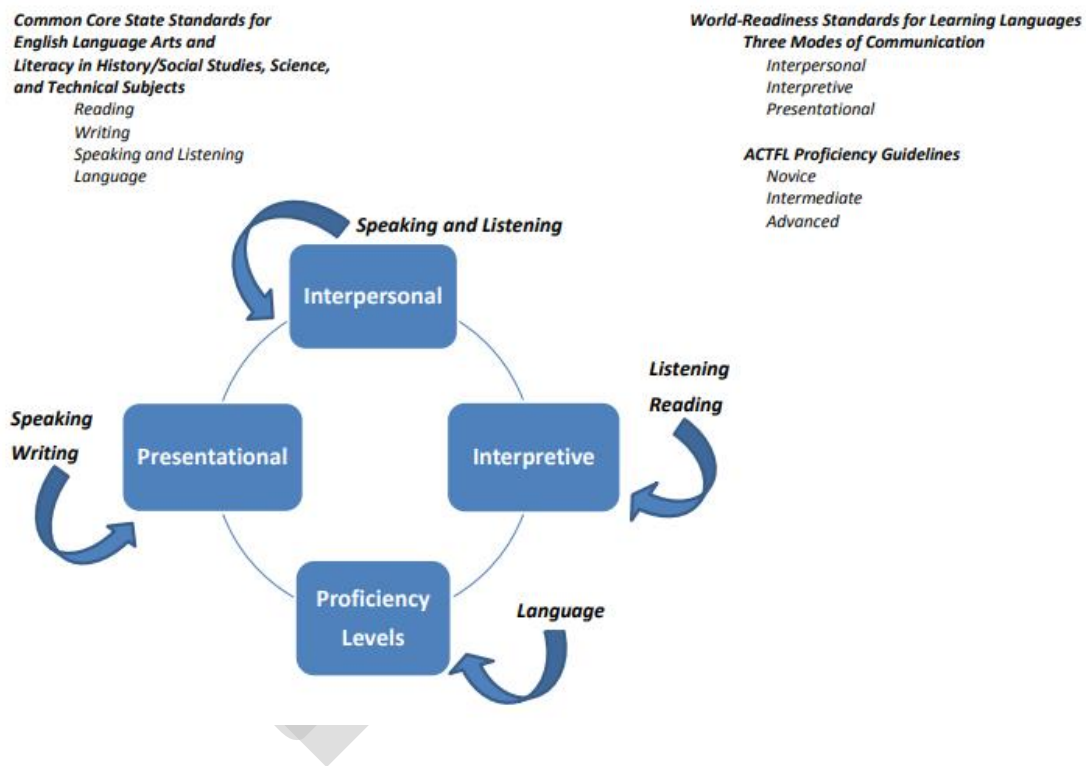 Common Core State Standards for
English Language Arts and
Literacy in History/Social Studies, Science,
and Technical Subjects
Reading
Writing
Speaking and Listening
Language
World-Readiness Standards for Learning Languages
Three Modes of Communication
Interpersonal
Interpretive
Presentational
ACTFL Proficiency Guidelines
Novice
Intermediate
Advanced
Speaking and Listening
Interpersonal
Listening
Reading
Interpretive
Speaking
Writing
Presentational
Proficiency
Levels
Language